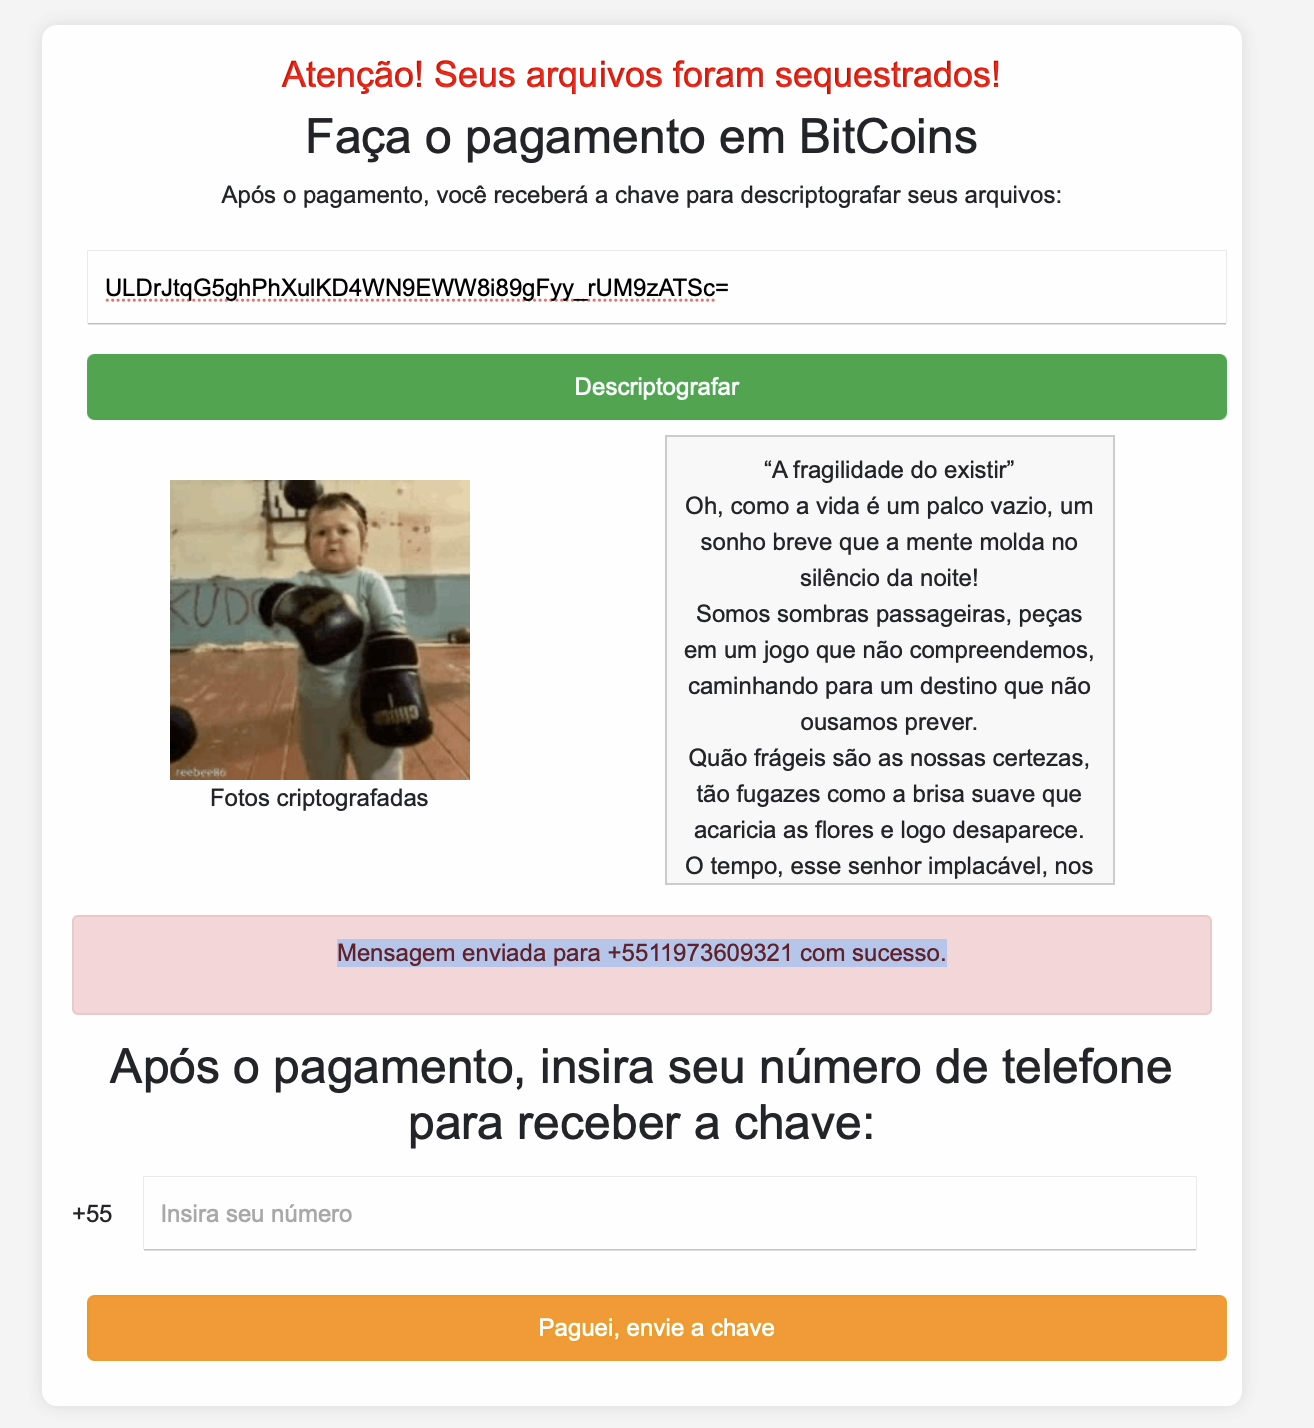 Atenção! Seus arquivos foram sequestrados!
Faça o pagamento em BitCoins
Após o pagamento, você receberá a chave para descriptografar seus arquivos:
ULDrJtqG5ghPhXulKD4WN9EWW8i89gFyy_rUM9zATSc=
Descriptografar
“A fragilidade do existir”
Oh, como a vida é um palco vazio, um
sonho breve que a mente molda no
silêncio da noite!
Somos sombras passageiras, peças
em um jogo que não compreendemos,
caminhando para um destino que não
ousamos prever.
Quão frágeis são as nossas certezas,
tão fugazes como a brisa suave que
acaricia as flores e logo desaparece.
O tempo, esse senhor implacável, nos
KUDO
reebee86
Fotos criptografadas
Mensagem enviada para +5511973609321 com sucesso.
Após o pagamento, insira seu número de telefone
para receber a chave:
+55
Insira seu número
Paguei, envie a chave